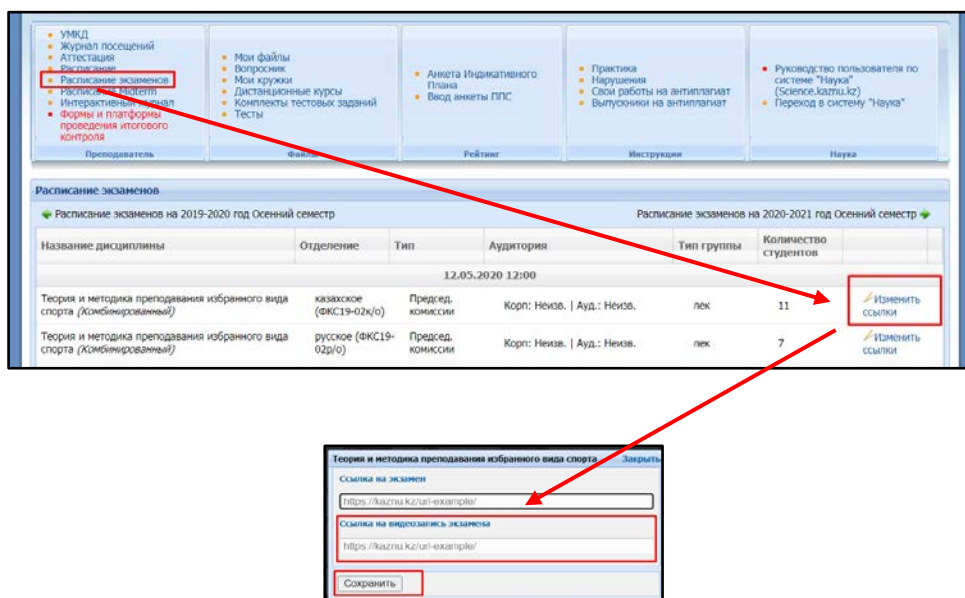 УМКД
Журнал посещений
Аттестация
Расписание
Расписание экзаменов
Расписание Midterm
Интерактивный журнал
Формы и платформы
проведения итогового
контроля
Преподаватель
Мои файлы
Вопросник
Мои кружки
Дистанционные курсы
Комплекты тестовых заданий
Тесты
Файлы
Анкета Индикативного
Плана
Ввод анкеты ППС
Рейтинг
Практика
Нарушения
Свои работы на антиплагиат
Выпускники на антиплагиат
Инструкции
Руководство пользователя по
системе "Наука"
(Science.kaznu.kz)
Переход в систему "Наука"
Наука
Расписание экзаменов
Расписание экзаменов на 2019-2020 год Осенний семестр
Расписание экзаменов на 2020-2021 год Осенний семестр
Название дисциплины Отделение Тип Аудитория Тип группы Количество
студентов
12.05.2020 12:00
Теория и методика преподавания избранного вида
спорта (Комбинированный)
казахское
(ФКС19-02к/о)
Председ.
комиссии
Корп: Неизв. | Ауд.: Неизв.
лек
11
Изменить
ссылки
Теория и методика преподавания избранного вида
спорта (Комбинированный)
русское (ФКС19-
02р/о)
Председ.
комиссии
Корп: Неизв. | Ауд.: Неизв.
лек
7
Изменить
ссылки
Теория и методика преподавания избранного вида спорта Закрыть
Ссылка на экзамен
https://kaznu.kz/url-example/
Ссылка на видеозапись экзамена
https://kaznu.kz/url-example/
Сохранить